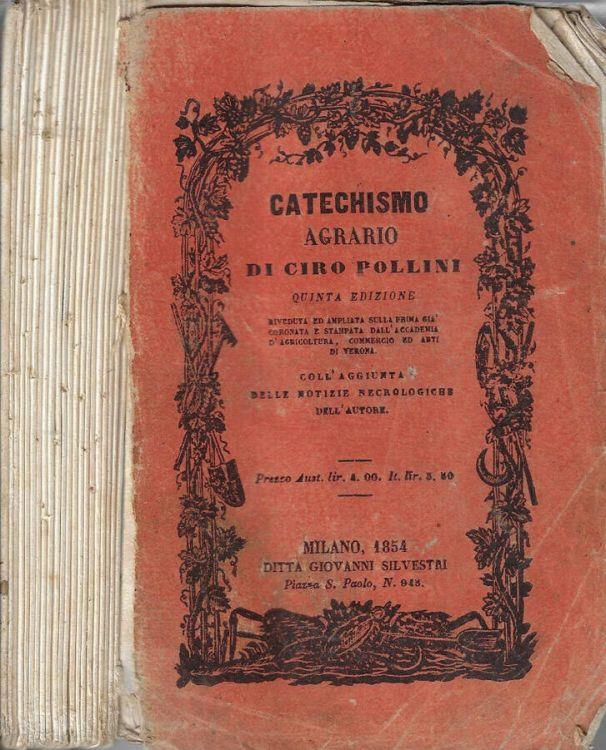 CATECHISMO
AGRARIO
DI CIRO POLLINI
QUINTA EDIZIONE
RIVEDUTA ED AMPLIATA SULLA PRIMA GIA'
CORONATA E STAMPATA DALL'ACCADEMIA
D'AGRICOLTURA, COMMERCIO ED ARTI
DI VERONA.
COLL'AGGIUNTA
DELLE NOTIZIE NECROLOGICHE
DELL'AUTORE.
Prezzo Aust. lir. 4. 00. It. lir. 3. 50
MILANO, 1854
DITTA GIOVANNI SILVESTRI
Piazza S. Paolo, N. 945.